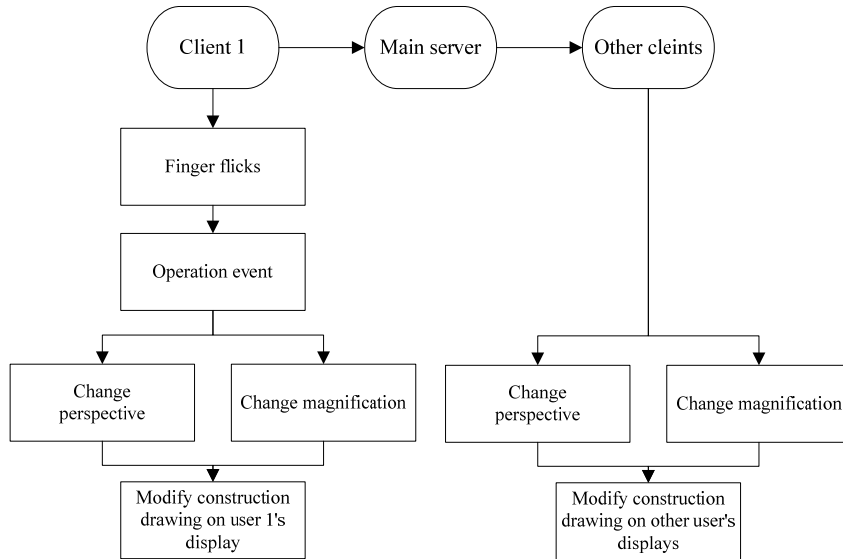 Client 1
Main server
Other cleints
Finger flicks
Operation event
Change
perspective
Change magnification
Change
perspective
Change magnification
Modify construction
drawing on user 1's
display
Modify construction
drawing on other user's
displays